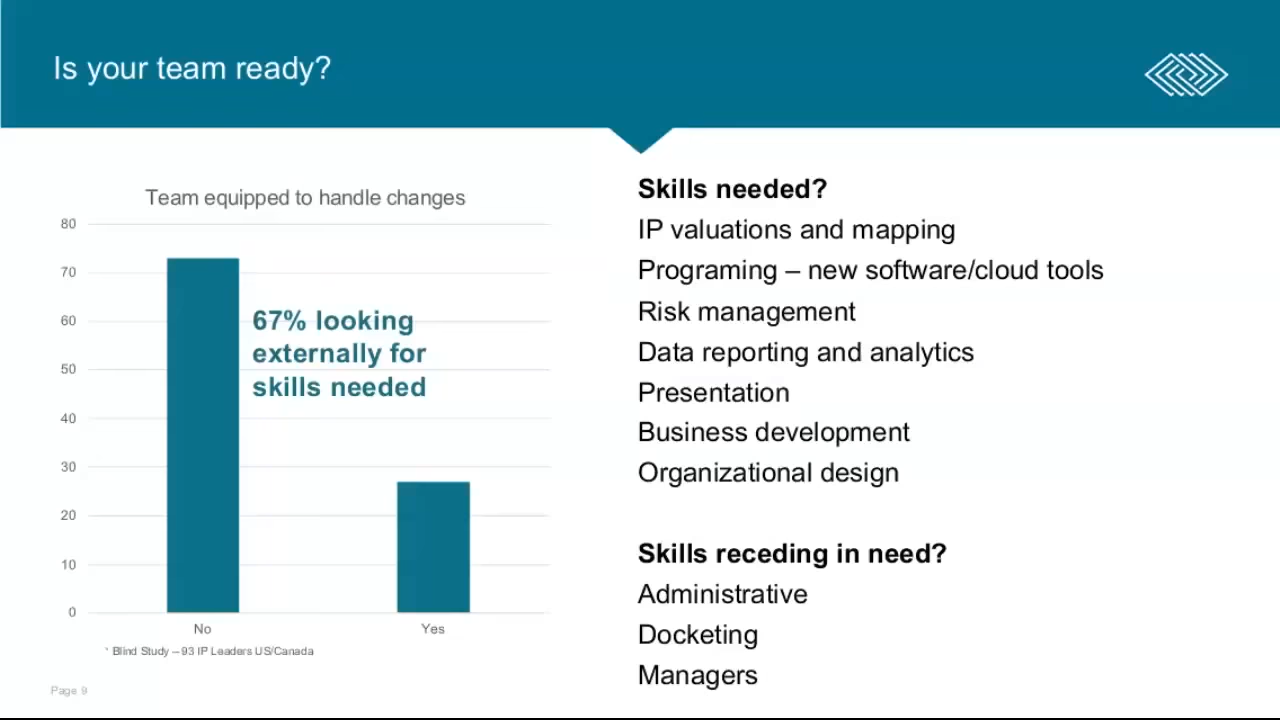 Is your team ready?
Team equipped to handle changes
80
70
60
50
40
30
20
10
0
67% looking
externally for
skills needed
No
Yes
* Blind Study – 93 IP Leaders US/Canada
Page 9
Skills needed?
IP valuations and mapping
Programing – new software/cloud tools
Risk management
Data reporting and analytics
Presentation
Business development
Organizational design
Skills receding in need?
Administrative
Docketing
Managers